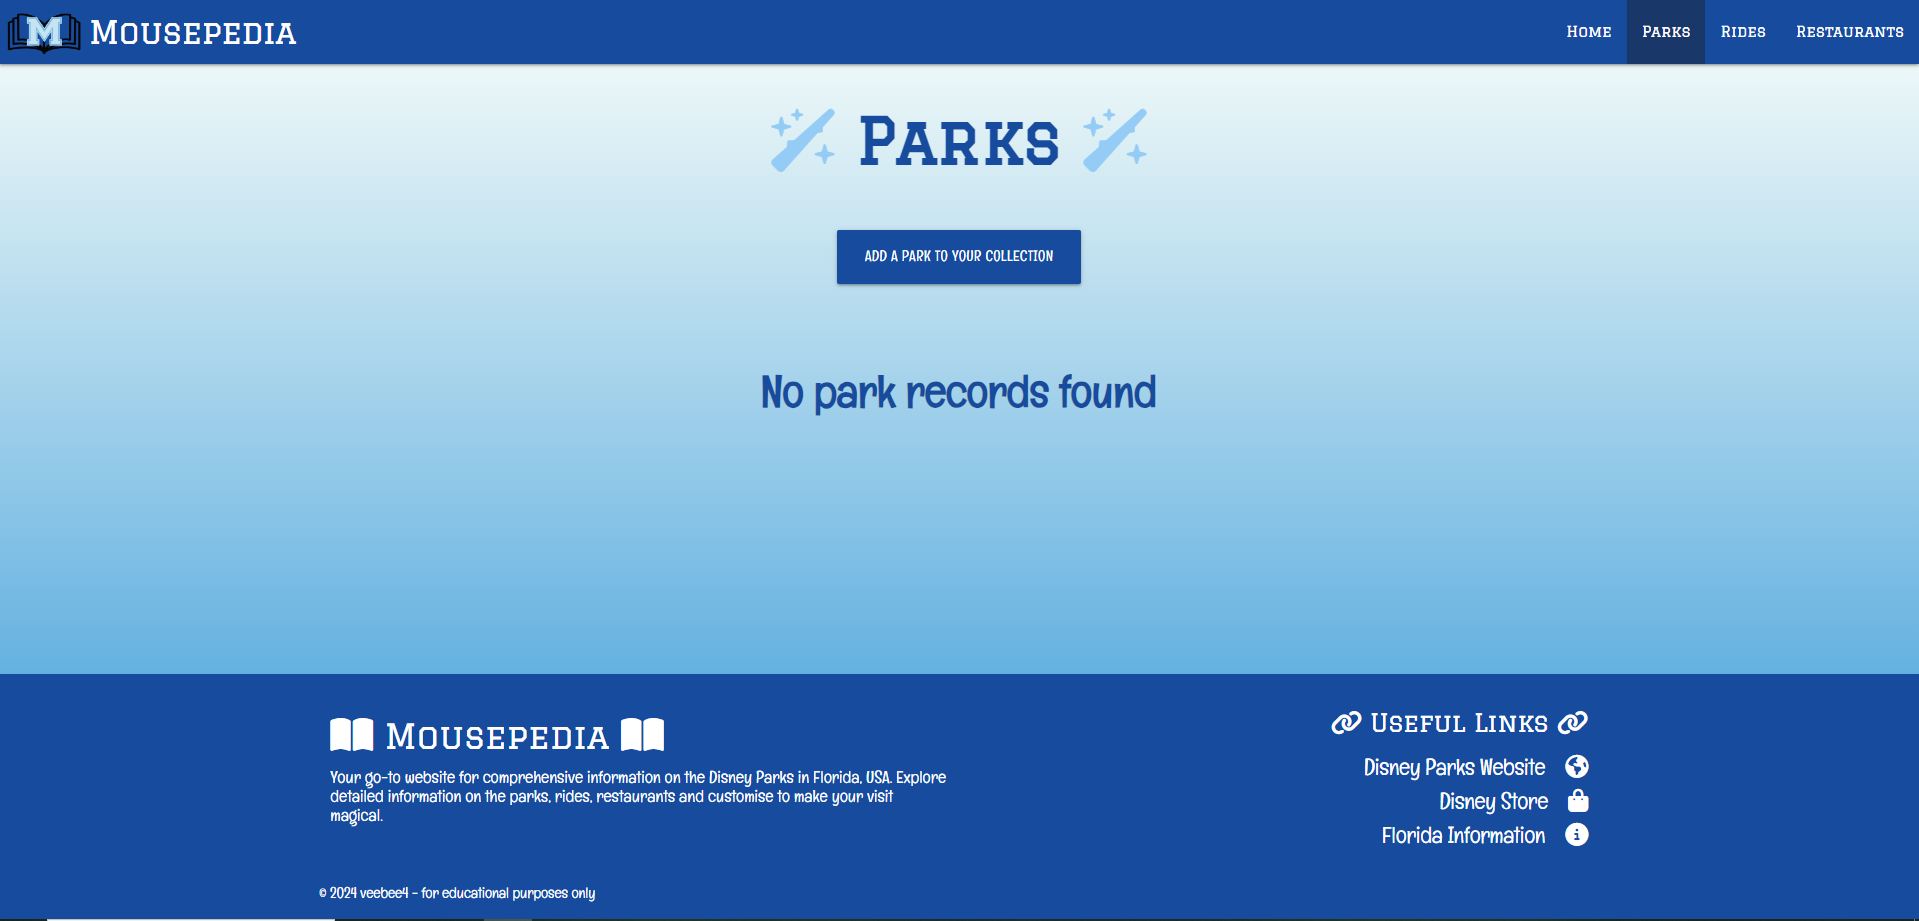 M Mousepedia
Home Parks Rides Restaurants
Parks
ADD A PARK TO YOUR COLLECTION
No park records found
Mousepedia
Your go-to website for comprehensive information on the Disney Parks in Florida, USA. Explore
detailed information on the parks, rides, restaurants and customise to make your visit
magical.
Useful Links
Disney Parks Website
Disney Store
Florida Information
© 2024 veebee4 - for educational purposes only